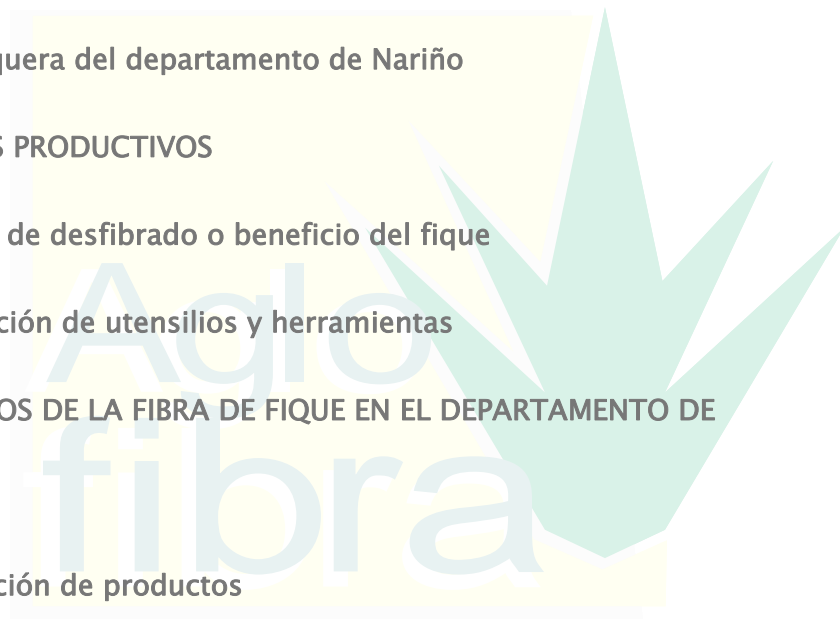 quera del departamento de Nariño
S PRODUCTIVOS
de desfibrado o beneficio del fique
ción de utensilios y herramientas
OS DE LA FIBRA DE FIQUE EN EL DEPARTAMENTO DE
ción de productos
Aglo
fibra